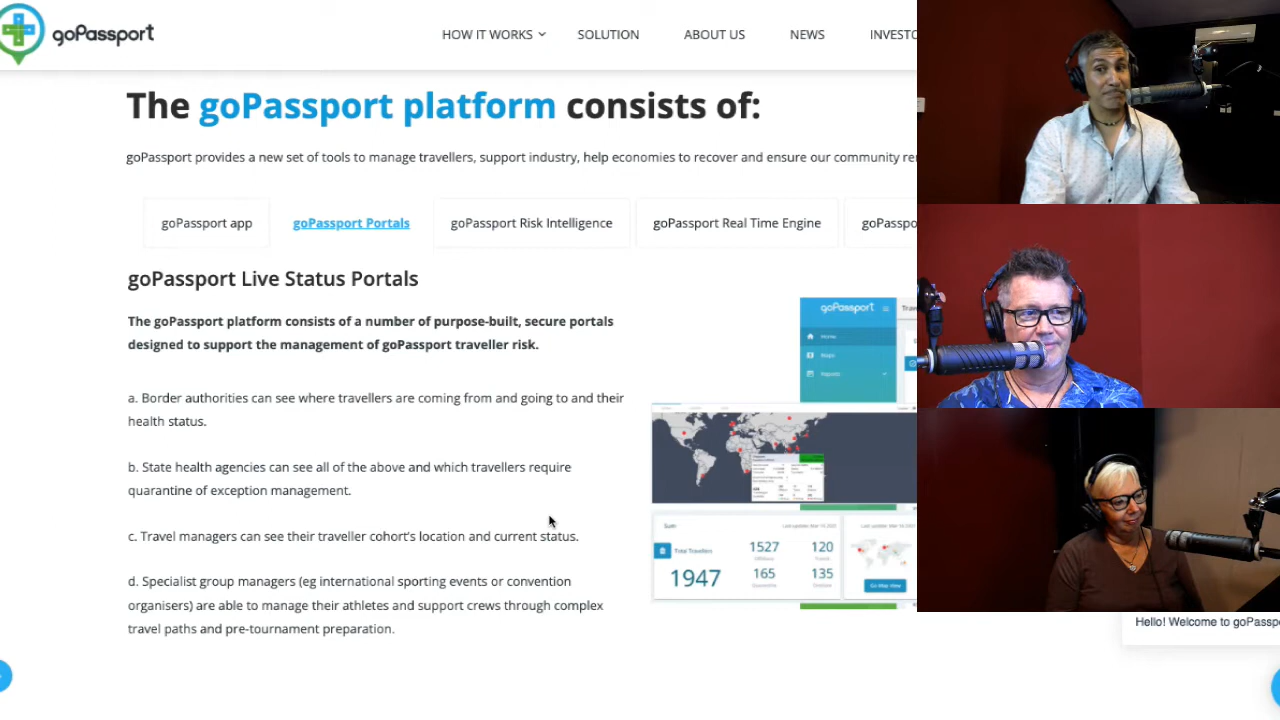 goPassport
HOW IT WORKS
SOLUTION
ABOUT US
NEWS
The goPassport platform consists of:
goPassport provides a new set of tools to manage travellers, support industry, help economies to recover and ensure our community
goPassport app
goPassport Portals
goPassport Risk Intelligence
goPassport Real Time Engine
goPasspo
goPassport Live Status Portals
The goPassport platform consists of a number of purpose-built, secure portals
designed to support the management of goPassport traveller risk.
a. Border authorities can see where travellers are coming from and going to and their
health status.
b. State health agencies can see all of the above and which travellers require
quarantine of exception management.
c. Travel managers can see their traveller cohort's location and current status.
d. Specialist group managers (eg international sporting events or convention
organisers) are able to manage their athletes and support crews through complex
travel paths and pre-tournament preparation.
goPassport
Home
Maps
Reports
Total Travellers
1947
1527
120
165
135
Go Map View
Hello! Welcome to goPassp